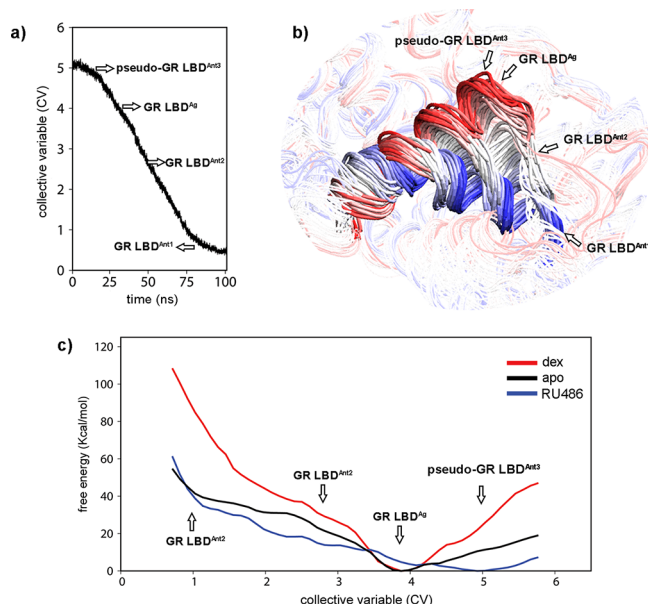 a)
collective variable (CV)
6
5
4
3
2
1
0
pseudo-GR LBDAnt3
GR LBDAg
GR LBDAnt2
GR LBDAnt1
0 25 50 75 100
time (ns)
b)
pseudo-GR LBDAnt3
GR LBDAg
GR LBDAnt2
GR LBDAnt1
c)
free energy (Kcal/mol)
120
100
80
60
40
20
0
dex
apo
RU486
GR LBDAnt2
pseudo-GR LBDAnt3
GR LBDAg
GR LBDAnt2
0 1 2 3 4 5 6
collective variable (CV)